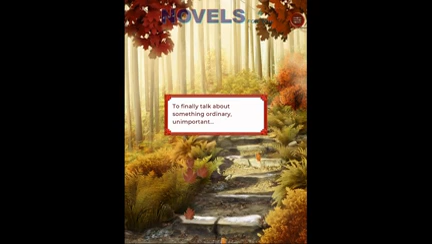 NOVELS
To finally talk about
something ordinary,
unimportant...